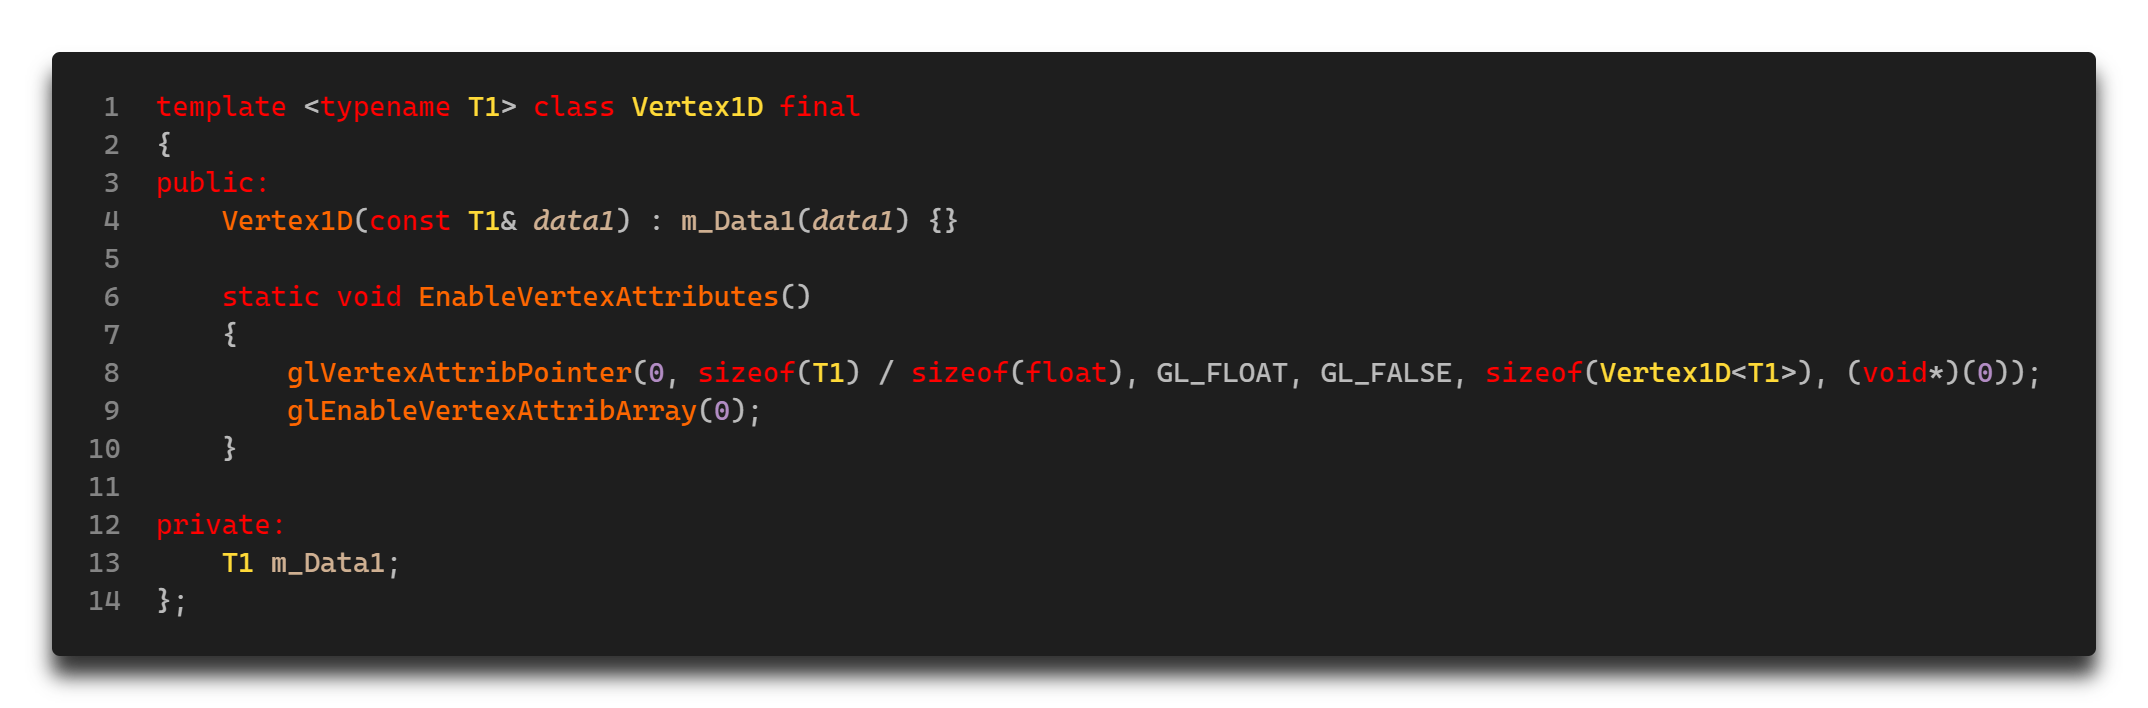 1 template <typename T1> class Vertex1D final
2 {
3 public:
4     Vertex1D(const T1& data1) : m_Data1(data1) {}
5
6     static void EnableVertexAttributes()
7     {
8         glVertexAttribPointer(0, sizeof(T1) / sizeof(float), GL_FLOAT, GL_FALSE, sizeof(Vertex1D<T1>), (void*)(0));
9         glEnableVertexAttribArray(0);
10     }
11
12 private:
13     T1 m_Data1;
14 };